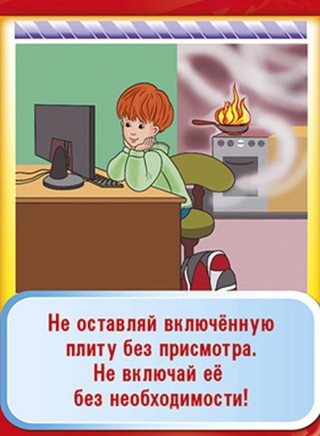 Не оставляй включённую
плиту без присмотра.
Не включай её
без необходимости!